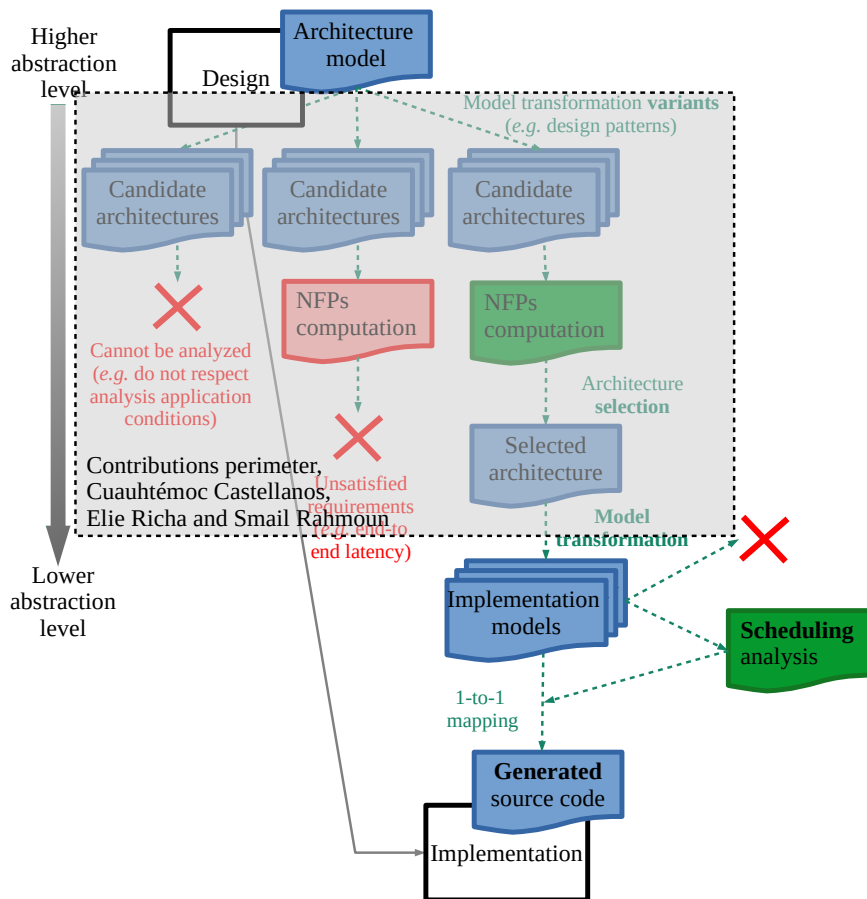 Higher
abstraction
level
Architecture
model
Design
Model transformation variants
(e.g. design patterns)
Candidate
architectures
Candidate
architectures
Candidate
architectures
NFPs
computation
NFPs
computation
Cannot be analyzed
(e.g. do not respect
analysis application
conditions)
Architecture
selection
Selected
architecture
Contributions perimeter,
Cuauhtémoc Castellanos,
Elie Richa and Smail Rahmoun
Unsatisfied
requirements
(e.g. end-to
end latency)
Model
transformation
Lower
abstraction
level
Implementation
models
Scheduling
analysis
1-to-1
mapping
Generated
source code
Implementation